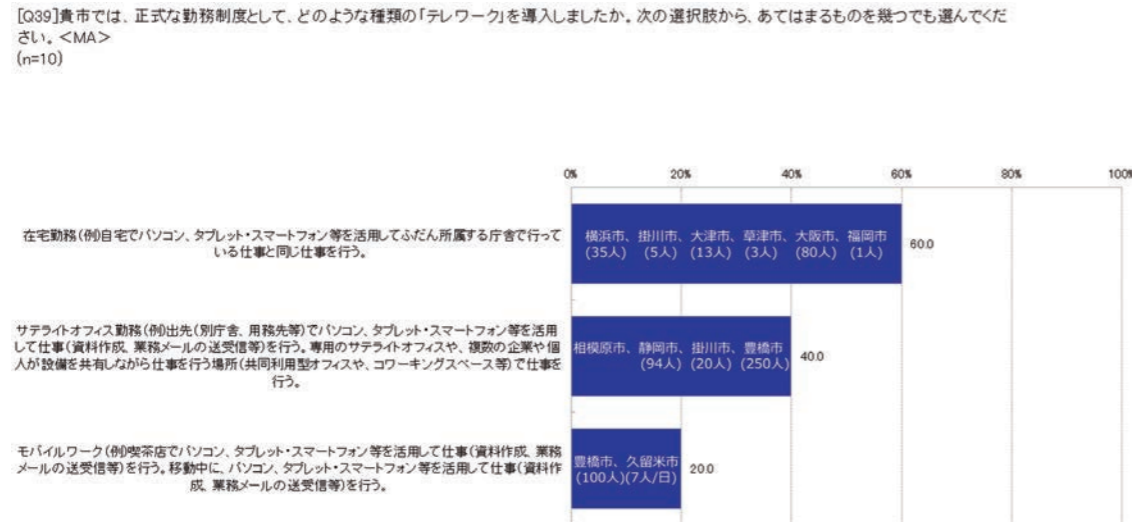 [Q39]貴市では、正式な勤務制度として、どのような種類の「テレワーク」を導入しましたか。次の選択肢から、あてはまるものを幾つでも選んでくだ
さい。<MA>
(n=10)
0% 20% 40% 60% 80% 100%
在宅勤務(例)自宅でパソコン、タブレット・スマートフォン等を活用してふだん所属する庁舎で行って
いる仕事と同じ仕事を行う。
横浜市、掛川市、大津市、草津市、大阪市、福岡市
(35人) (5人) (13人) (3人) (80人) (1人)
60.0
サテライトオフィス勤務(例)出先(別庁舎、用務先等)でパソコン、タブレット・スマートフォン等を活用
して仕事(資料作成、業務メールの送受信等)を行う。専用のサテライトオフィスや、複数の企業や個
人が設備を共有しながら仕事を行う場所(共同利用型オフィスや、コワーキングスペース等)で仕事を
行う。
相模原市、静岡市、掛川市、豊橋市
(94人) (20人) (250人)
40.0
モバイルワーク(例)喫茶店でパソコン、タブレット・スマートフォン等を活用して仕事(資料作成、業務
メールの送受信等)を行う。移動中に、パソコン、タブレット・スマートフォン等を活用して仕事(資料作
成、業務メールの送受信等)を行う。
豊橋市、久留米市
(100人)(7人/日)
20.0